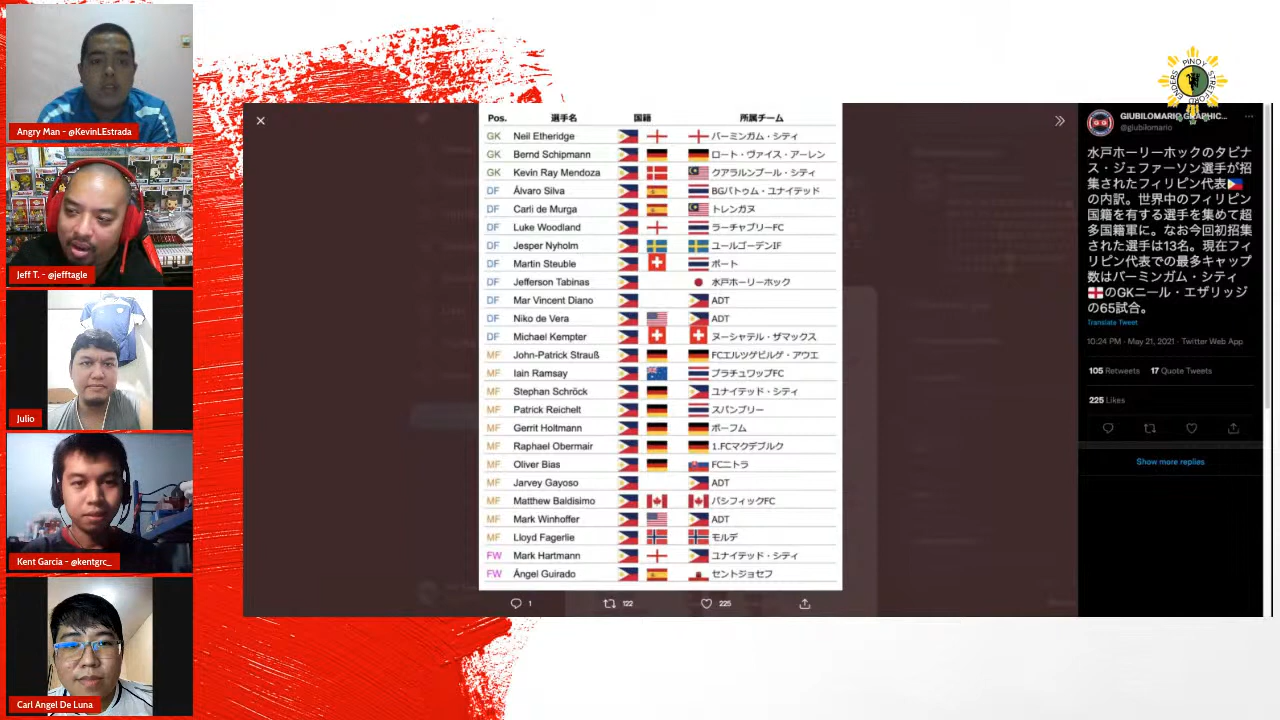 Angry Man - @KevinLEstrada
Jeff T. - @jefftagle
Julio
Kent Garcia - @kentgrc_
Carl Angel De Luna
PINOY STRETFORD ENDERS
Pos. 選手名 国籍 所属チーム
GK Neil Etheridge バーミンガム・シティ
GK Bernd Schipmann ロート・ヴァイス・アーレン
GK Kevin Ray Mendoza クアラルンプール・シティ
DF Álvaro Silva BGパトゥム・ユナイテッド
DF Carli de Murga トレンガヌ
DF Luke Woodland ラーチャブリーFC
DF Jesper Nyholm ユールゴーデンIF
DF Martin Steuble ポート
DF Jefferson Tabinas 水戸ホーリーホック
DF Mar Vincent Diano ADT
DF Niko de Vera ADT
DF Michael Kempter ヌーシャテル・ザマックス
MF John-Patrick Strauß FCエルツゲビルゲ・アウエ
MF Iain Ramsay プラチュワップFC
MF Stephan Schröck ユナイテッド・シティ
MF Patrick Reichelt スパンブリー
MF Gerrit Holtmann ボーフム
MF Raphael Obermair 1.FCマクデブルク
MF Oliver Bias FCニトラ
MF Jarvey Gayoso ADT
MF Matthew Baldisimo パシフィックFC
MF Mark Winhoffer ADT
MF Lloyd Fagerlie モルデ
FW Mark Hartmann ユナイテッド・シティ
FW Ángel Guirado セントジョセフ
1 122 225
GIUBILOMARIO GRAPHIC...
@giubilomario
水戸ホーリーホックのタビナ
ス・ジェファーソン選手が招
集されたフィリピン代表
の内訳。世界中のフィリピン
国籍を有する選手を集めて超
多国籍軍に。なお今回初招集
された選手は13名。現在フィ
リピン代表での最多キャップ
数はバーミンガム・シティ
のGKニール・エザリッジ
の65試合。
Translate Tweet
10:24 PM · May 21, 2021 · Twitter Web App
105 Retweets 17 Quote Tweets
225 Likes
Show more replies